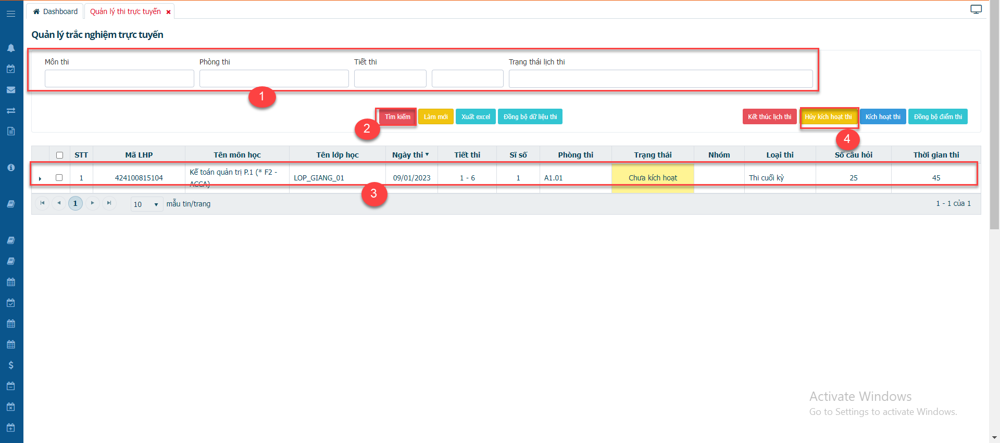 Dashboard
Quản lý thi trực tuyến
Quản lý trắc nghiệm trực tuyến
Môn thi
Phòng thi
Tiết thi
Trạng thái lịch thi
1
Tìm kiếm
Làm mới
Xuất excel
Đồng bộ dữ liệu thi
Kết thúc lịch thi
Hủy kích hoạt thi
Kích hoạt thi
Đồng bộ điểm thi
2
4
STT Mã LHP Tên môn học Tên lớp học Ngày thi Tiết thi Sĩ số Phòng thi Trạng thái Nhóm Loại thi Số câu hỏi Thời gian thi
1 424100815104 Kế toán quản trị P.1 (* F2 - LOP_GIANG_01 09/01/2023 1 - 6 1 A1.01 Chưa kích hoạt Thi cuối kỳ 25 45
ACCA)
3
1
10 mẫu tin/trang
1 - 1 của 1
Activate Windows
Go to Settings to activate Windows.